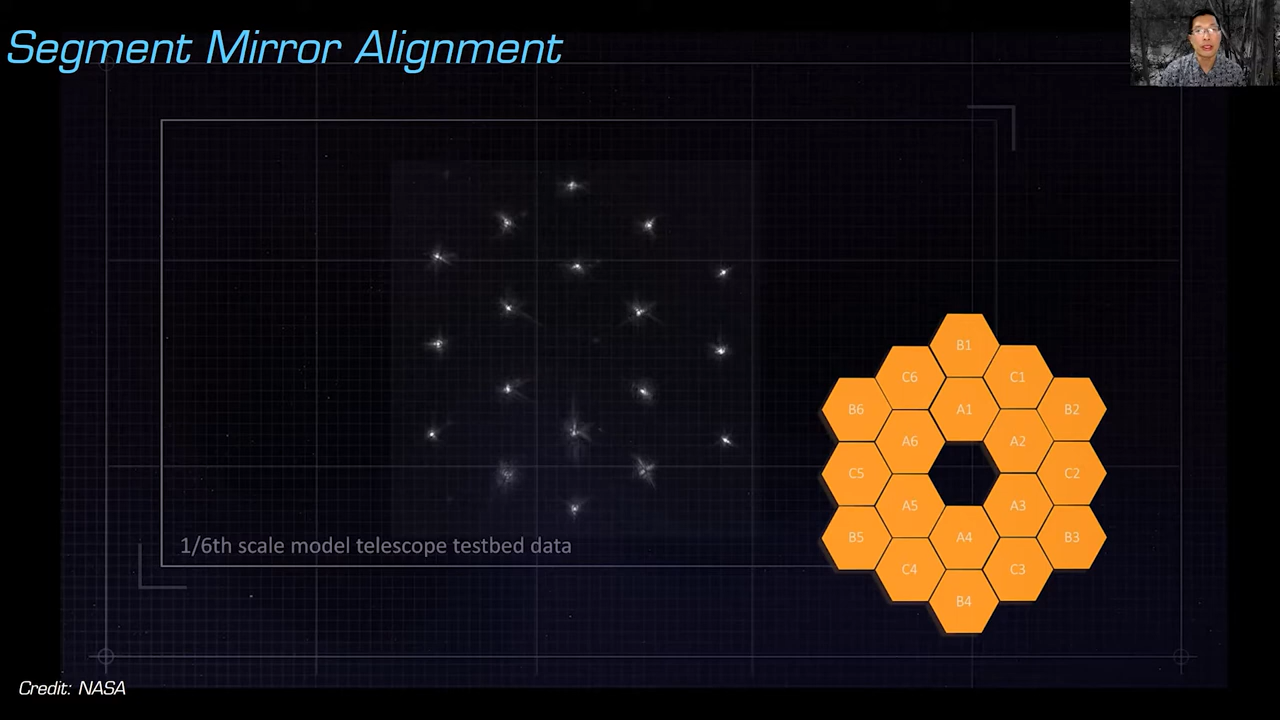 Segment Mirror Alignment
B1
C6
C1
B6
A1
B2
A6
A2
C5
C2
A5
A3
B5
A4
B3
C4
C3
B4
1/6th scale model telescope testbed data
Credit: NASA